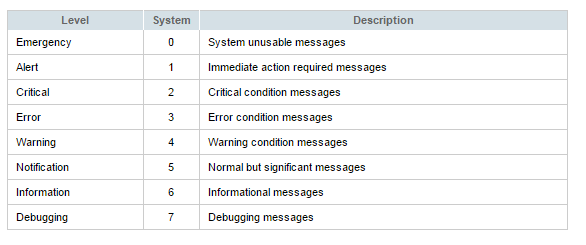 Level System Description
Emergency 0 System unusable messages
Alert 1 Immediate action required messages
Critical 2 Critical condition messages
Error 3 Error condition messages
Warning 4 Warning condition messages
Notification 5 Normal but significant messages
Information 6 Informational messages
Debugging 7 Debugging messages